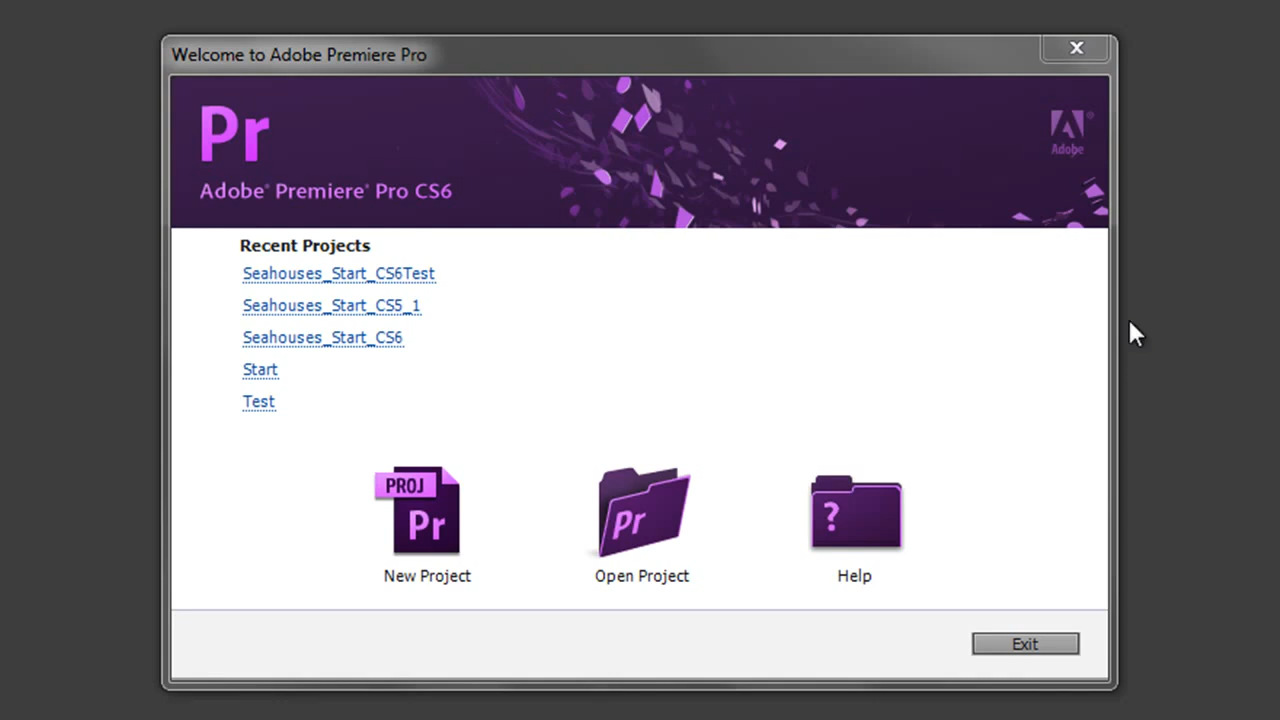 Welcome to Adobe Premiere Pro
X
Pr
Adobe® Premiere® Pro CS6
Adobe
Recent Projects
Seahouses_Start_CS6Test
Seahouses_Start_CS5_1
Seahouses_Start_CS6
Start
Test
PROJ
Pr
Pr
?
New Project
Open Project
Help
Exit